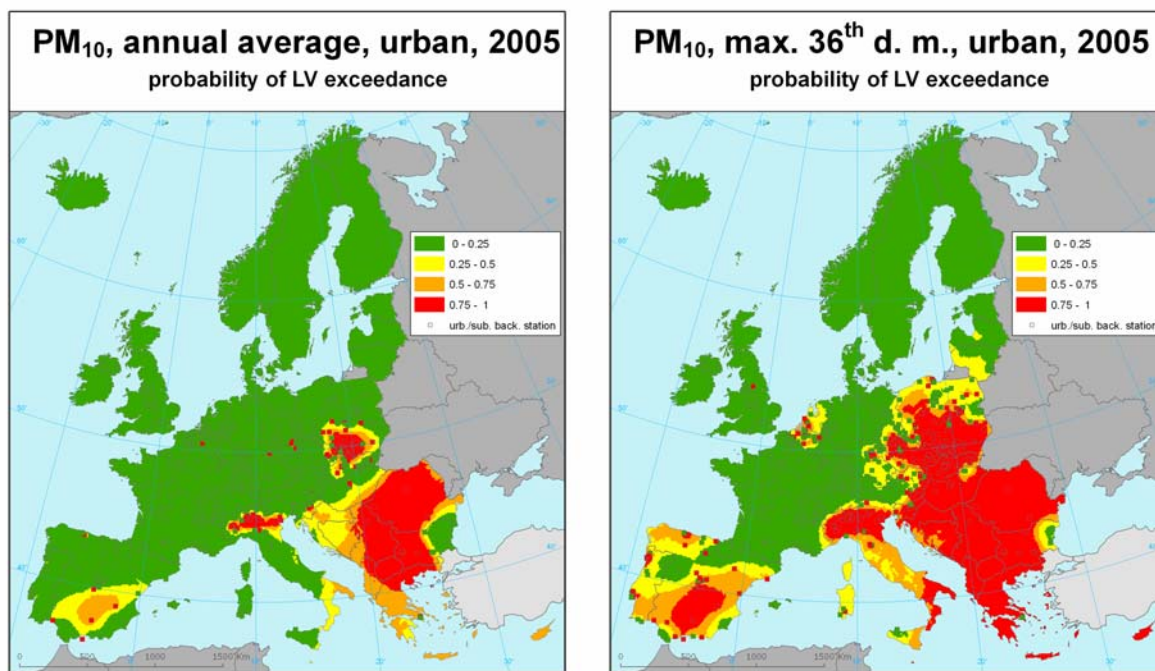 PM10, annual average, urban, 2005
probability of LV exceedance
0 - 0.25
0.25 - 0.5
0.5 - 0.75
0.75 - 1
urb./sub. back. station
0
500
1000
1500 Km
PM10, max. 36th d. m., urban, 2005
probability of LV exceedance
0 - 0.25
0.25 - 0.5
0.5 - 0.75
0.75 - 1
urb./sub. back. station
0
500
1000
1500 Km